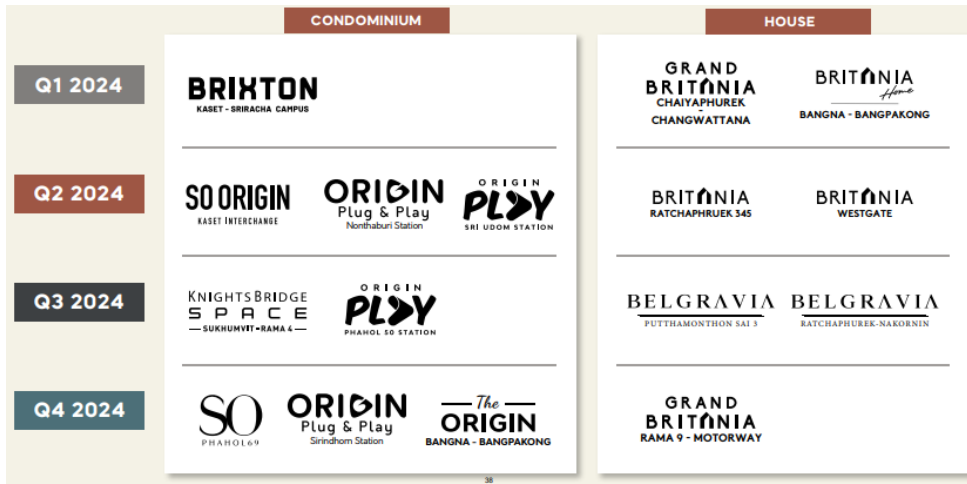 CONDOMINIUM
HOUSE
Q1 2024
BRIXTON
KASET - SRIRACHA CAMPUS
GRAND
BRITANIA
CHAIYAPHUREK
-
CHANGWATTANA
BRITANIA
Home
BANGNA - BANGPAKONG
Q2 2024
SO ORIGIN
KASET INTERCHANGE
ORIGIN
Plug & Play
Nonthaburi Station
ORIGIN
PLAY
SRI UDOM STATION
BRITANIA
RATCHAPHRUEK 345
BRITANIA
WESTGATE
Q3 2024
KNIGHTSBRIDGE
SPACE
SUKHUMVIT - RAMA 4
ORIGIN
PLAY
PHAHOL 50 STATION
BELGRAVIA
PUTTHAMONTHON SAI 3
BELGRAVIA
RATCHAPHUREK-NAKORNIN
Q4 2024
SO
PHAHOL69
ORIGIN
Plug & Play
Sirindhorn Station
The
ORIGIN
BANGNA - BANGPAKONG
GRAND
BRITANIA
RAMA 9 - MOTORWAY
38